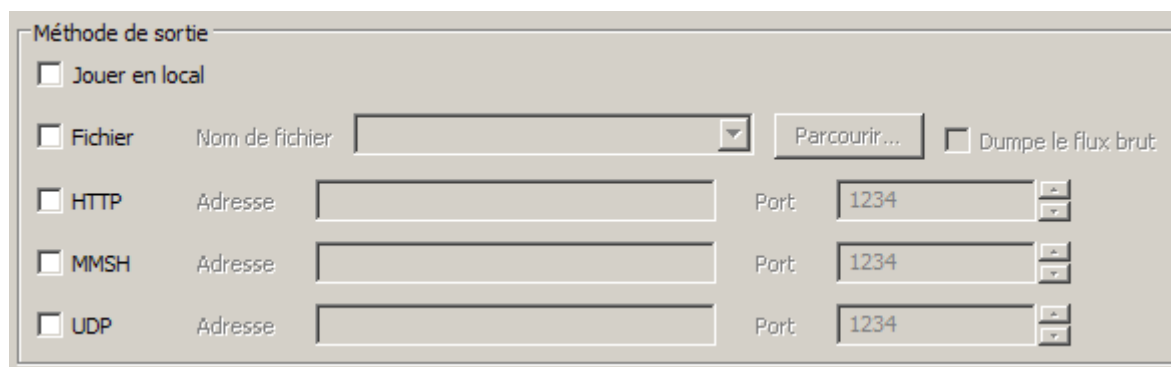 Méthode de sortie
Jouer en local
Fichier Nom de fichier Parcourir... Dumpe le flux brut
HTTP Adresse Port 1234
MMSH Adresse Port 1234
UDP Adresse Port 1234